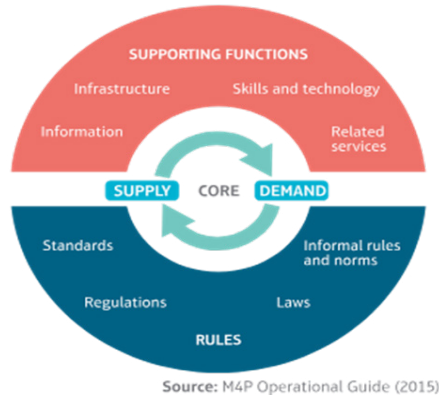 SUPPORTING FUNCTIONS
Infrastructure
Skills and technology
Information
Related
services
SUPPLY
CORE
DEMAND
Standards
Informal rules
and norms
Regulations
Laws
RULES
Source: M4P Operational Guide (2015)